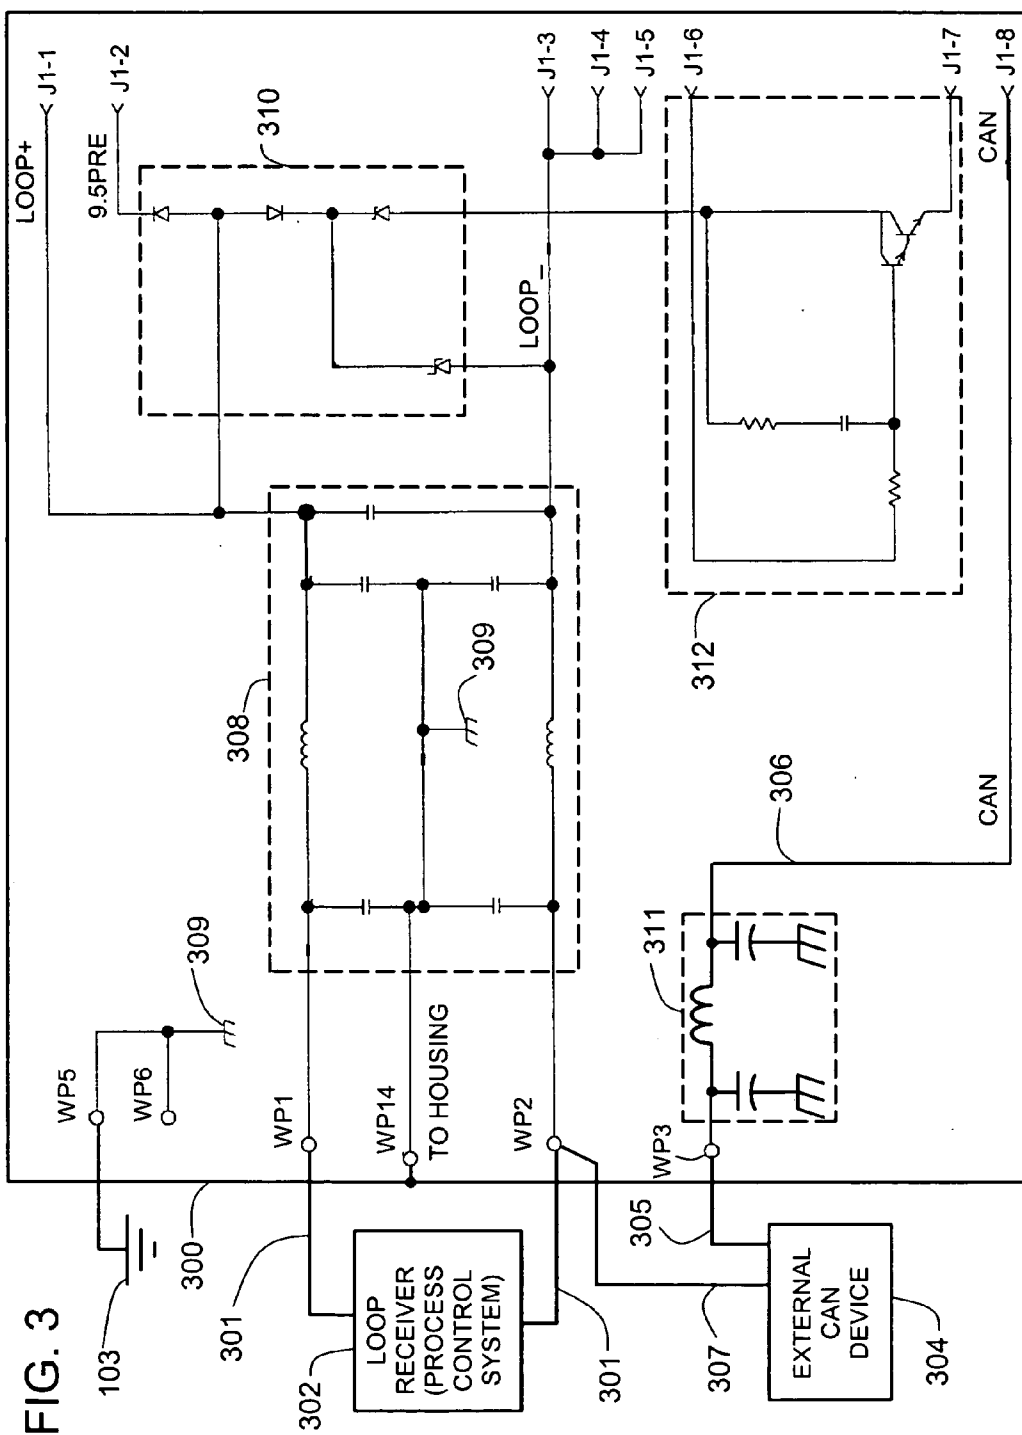 FIG. 3
103
300
301
302
LOOP
RECEIVER
(PROCESS
CONTROL
SYSTEM)
301
307
305
EXTERNAL
CAN
DEVICE
304
WP5
WP6
309
WP1
WP14
TO HOUSING
WP2
WP3
308
309
311
306
CAN
310
312
LOOP+
9.5PRE
LOOP_
CAN
J1-1
J1-2
J1-3
J1-4
J1-5
J1-6
J1-7
J1-8